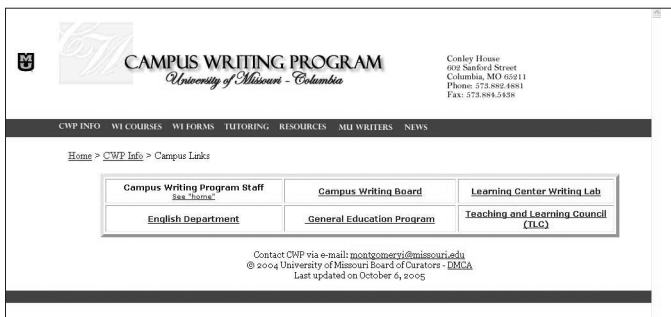 MU
CW
CAMPUS WRITING PROGRAM
University of Missouri - Columbia
Conley House
602 Sanford Street
Columbia, MO 65211
Phone: 573.882.4881
Fax: 573.884.5438
CWP INFO WI COURSES WI FORMS TUTORING RESOURCES MU WRITERS NEWS
Home > CWP Info > Campus Links
Campus Writing Program Staff
See "home"
Campus Writing Board
Learning Center Writing Lab
English Department
General Education Program
Teaching and Learning Council
(TLC)
Contact CWP via e-mail: montgomeryi@missouri.edu
© 2004 University of Missouri Board of Curators - DMCA
Last updated on October 6, 2005